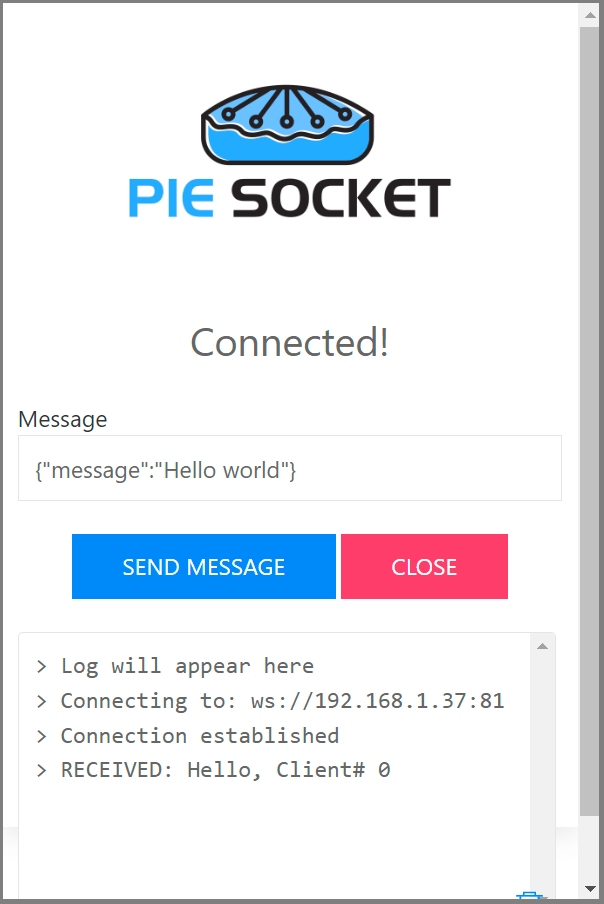 PIE SOCKET
Connected!
Message
{"message":"Hello world"}
SEND MESSAGE CLOSE
> Log will appear here
> Connecting to: ws://192.168.1.37:81
> Connection established
> RECEIVED: Hello, Client# 0